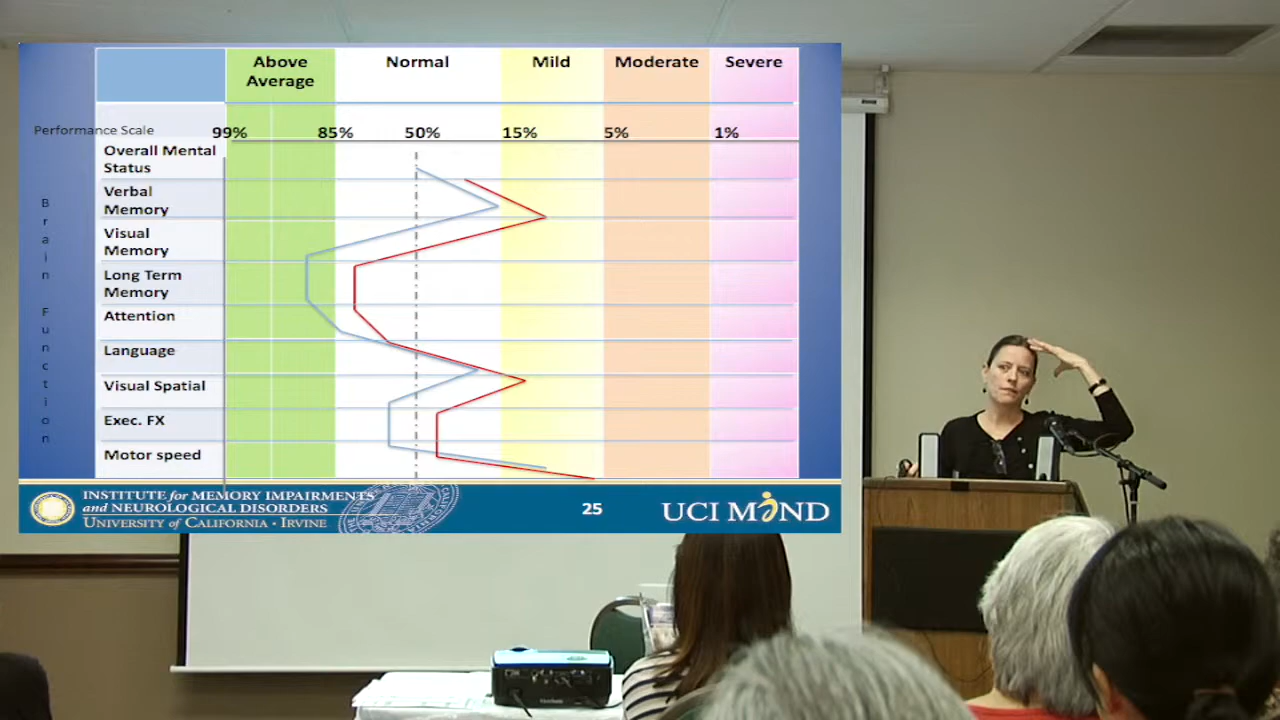 Above Average
Normal
Mild
Moderate
Severe
Performance Scale
99%
85%
50%
15%
5%
1%
Brain Function
Overall Mental
Status
Verbal
Memory
Visual
Memory
Long Term
Memory
Attention
Language
Visual Spatial
Exec. FX
Motor speed
INSTITUTE for MEMORY IMPAIRMENTS
and NEUROLOGICAL DISORDERS
UNIVERSITY of CALIFORNIA • IRVINE
25
UCI MIND